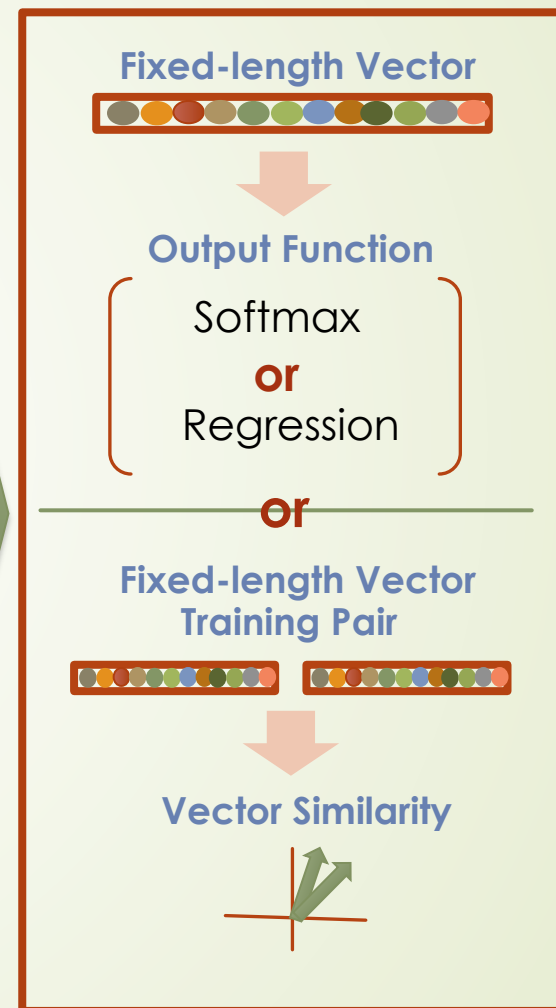 Fixed-length Vector
Output Function
Softmax
or
Regression
or
Fixed-length Vector
Training Pair
Vector Similarity